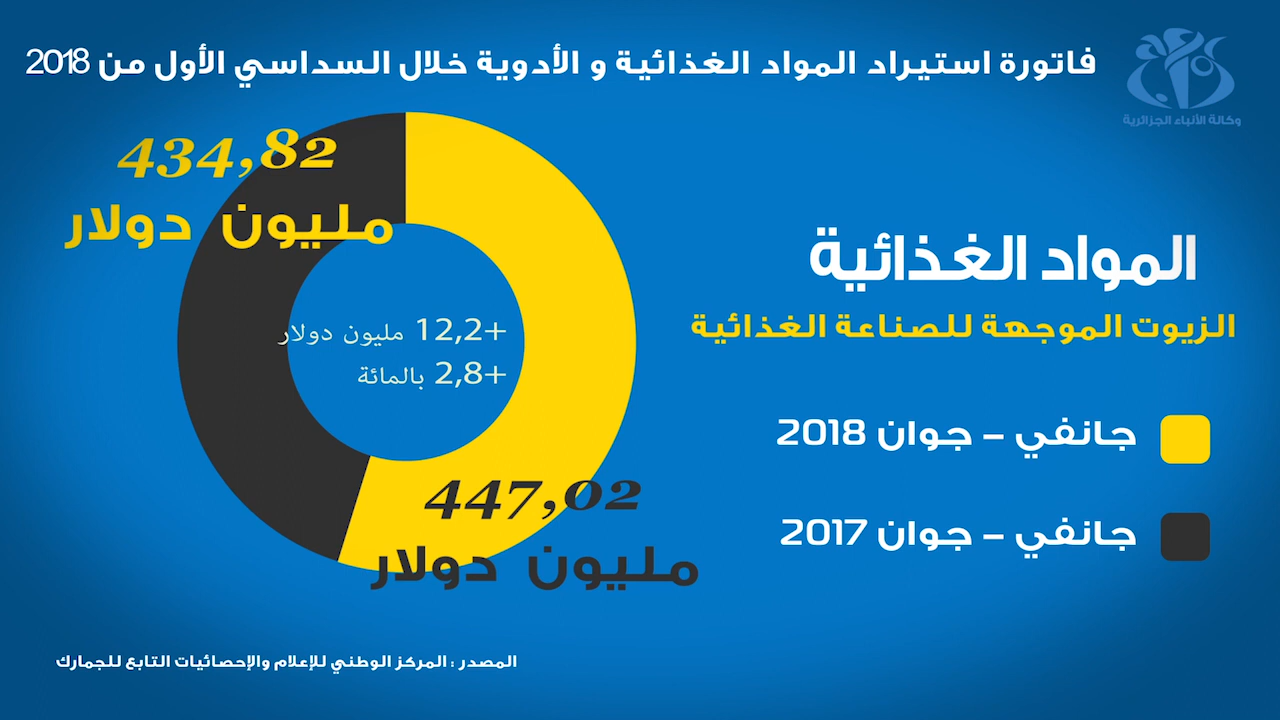 فاتورة استيراد المواد الغذائية و الأدوية خلال السداسي الأول من 2018
وكالة الأنباء الجزائرية
434,82
مليون دولار
المواد الغذائية
الزيوت الموجهة للصناعة الغذائية
+12,2 مليون دولار
+2,8 بالمائة
جانفي – جوان 2018
447,02
مليون دولار
جانفي – جوان 2017
المصدر : المركز الوطني للإعلام والإحصائيات التابع للجمارك